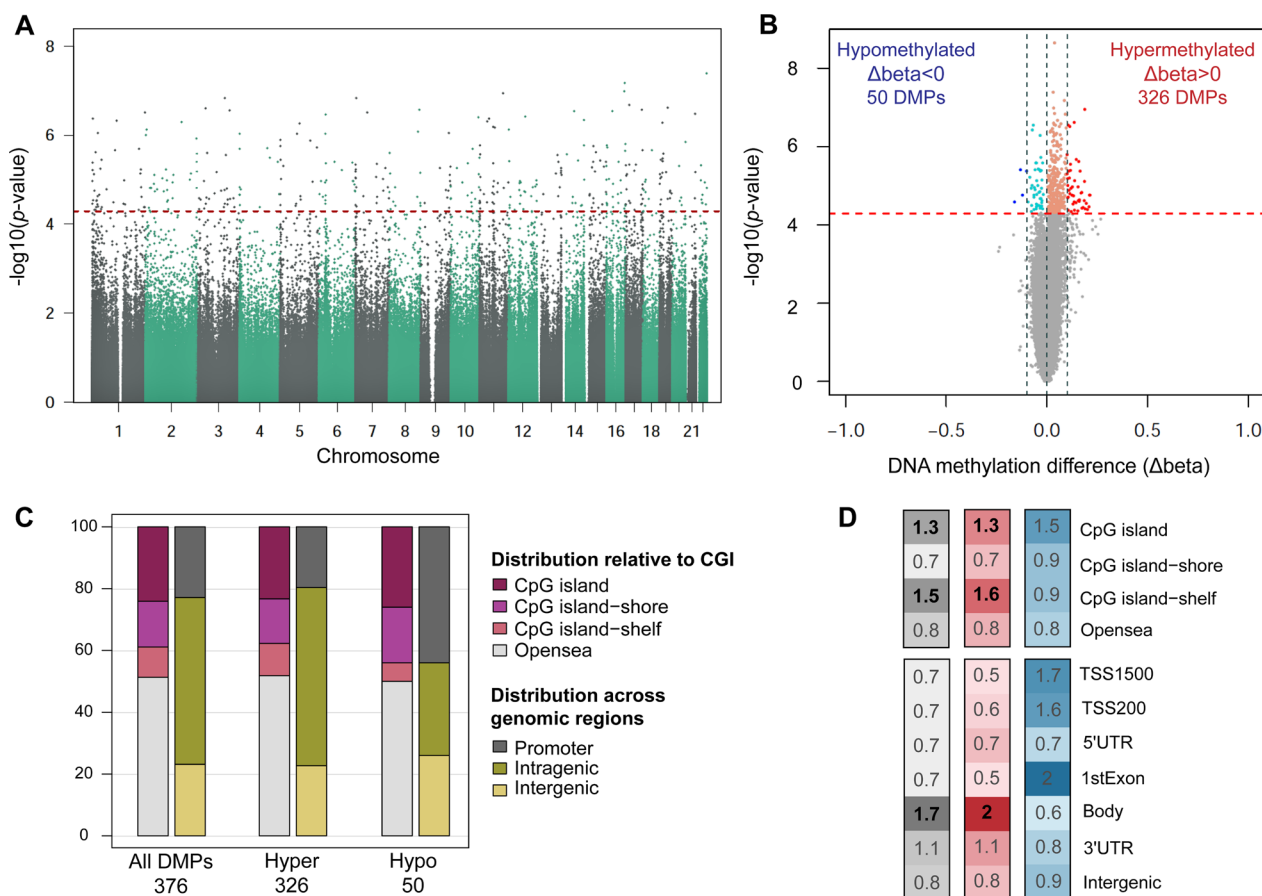 A
8
6
4
2
0
-log10(p-value)
1 2 3 4 5 6 7 8 9 10 12 14 16 18 21
Chromosome
B
Hypomethylated
Δbeta<0
50 DMPs
Hypermethylated
Δbeta>0
326 DMPs
8
6
4
2
0
-log10(p-value)
−1.0 −0.5 0.0 0.5 1.0
DNA methylation difference (Δbeta)
C
100
80
60
40
20
0
All DMPs Hyper Hypo
376 326 50
Distribution relative to CGI
CpG island
CpG island-shore
CpG island-shelf
Opensea
Distribution across
genomic regions
Promoter
Intragenic
Intergenic
D
1.3 1.3 1.5 CpG island
0.7 0.7 0.9 CpG island−shore
1.5 1.6 0.9 CpG island−shelf
0.8 0.8 0.8 Opensea
0.7 0.5 1.7 TSS1500
0.7 0.6 1.6 TSS200
0.7 0.7 0.7 5'UTR
0.7 0.5 2 1stExon
1.7 2 0.6 Body
1.1 1.1 0.8 3'UTR
0.8 0.8 0.9 Intergenic